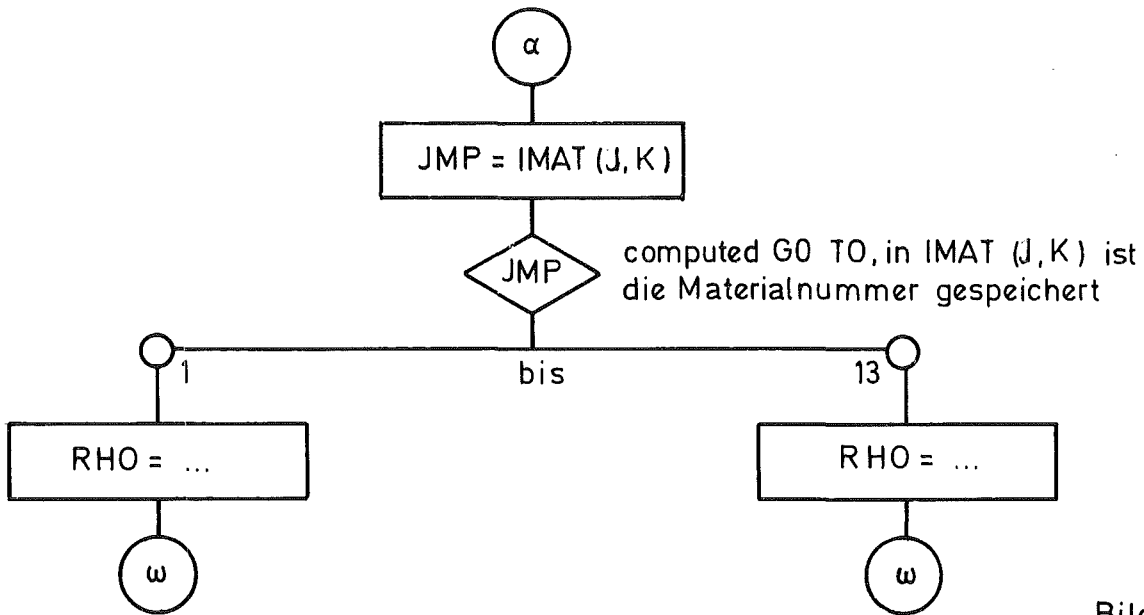 α
JMP = IMAT (J, K)
JMP
computed GO TO, in IMAT (J, K) ist
die Materialnummer gespeichert
1
bis
13
RHO = ...
RHO = ...
ω
ω